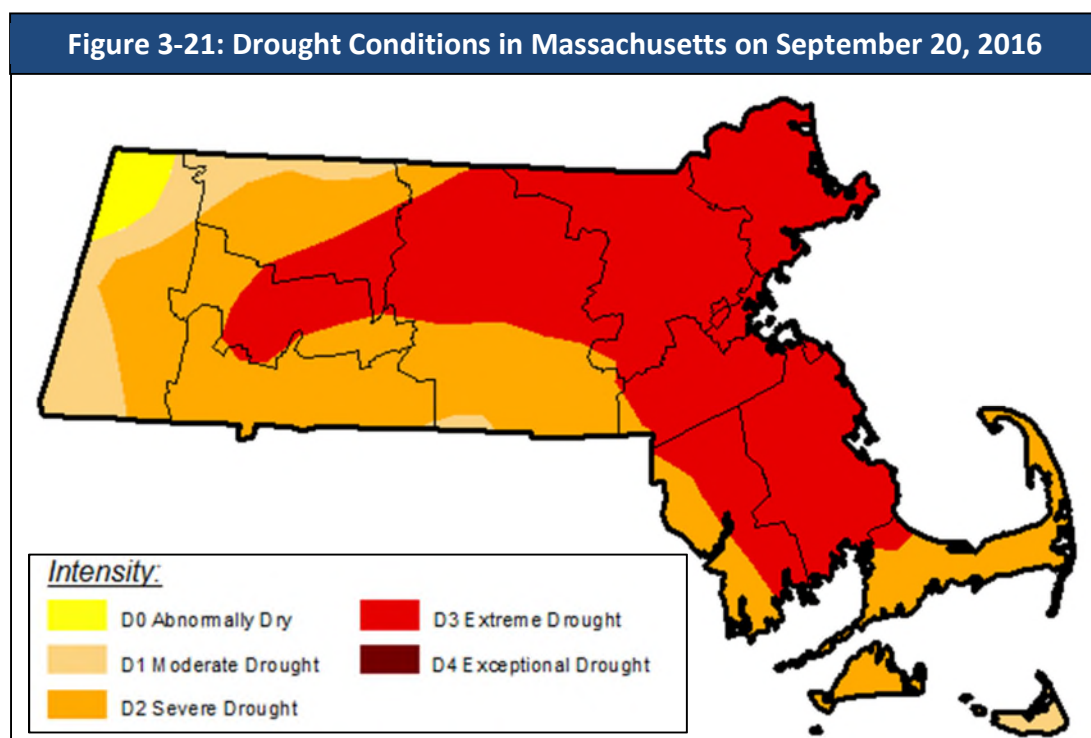 Figure 3-21: Drought Conditions in Massachusetts on September 20, 2016
Intensity:
D0 Abnormally Dry
D1 Moderate Drought
D2 Severe Drought
D3 Extreme Drought
D4 Exceptional Drought